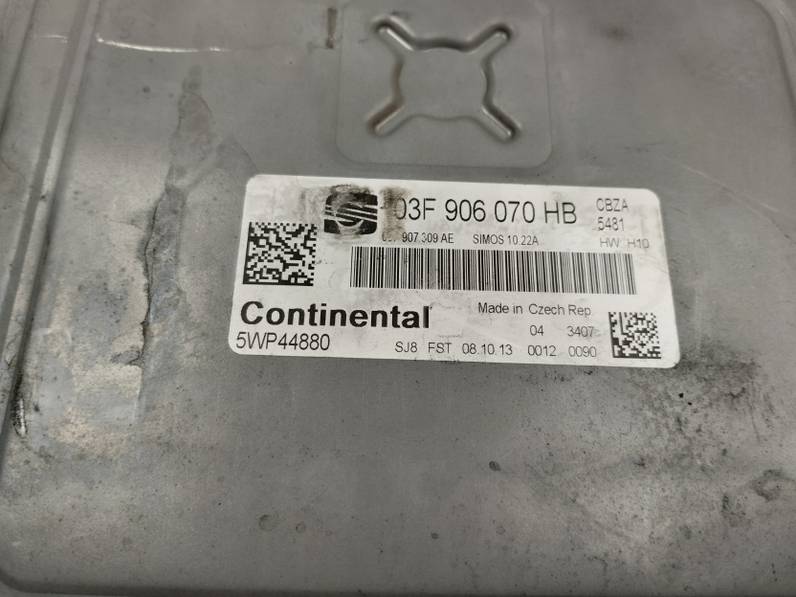 03F 906 070 HB CBZA
5481
907 309 AE SIMOS 10.22A HW H10
Continental Made in Czech Rep
04 3407
5WP44880 SJ8 FST 08.10.13 0012 0090